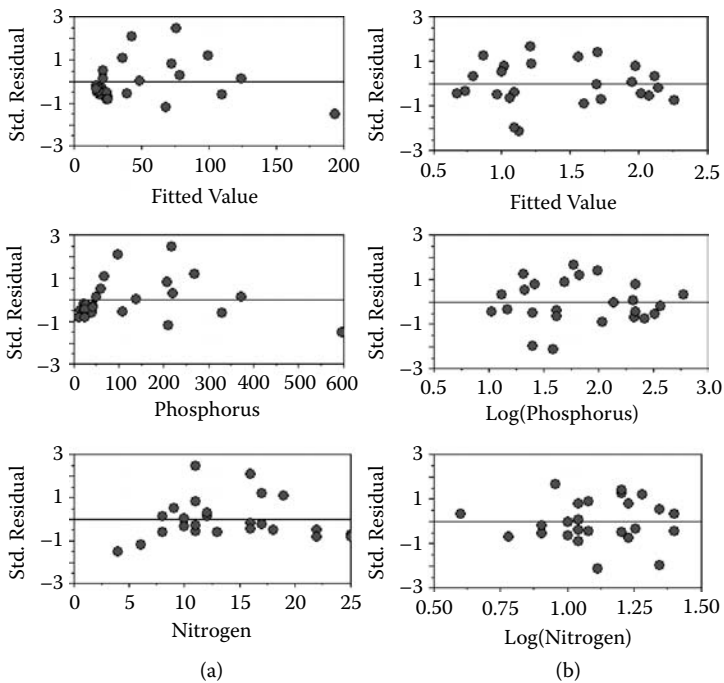 Std. Residual
3
1
−1
−3
0 50 100 150 200
Fitted Value
Std. Residual
3
1
−1
−3
0.5 1.0 1.5 2.0 2.5
Fitted Value
Std. Residual
3
1
−1
−3
0 100 200 300 400 500 600
Phosphorus
Std. Residual
3
1
−1
−3
0.5 1.0 1.5 2.0 2.5 3.0
Log(Phosphorus)
Std. Residual
3
1
−1
−3
0 5 10 15 20 25
Nitrogen
(a)
Std. Residual
3
1
−1
−3
0.50 0.75 1.00 1.25 1.50
Log(Nitrogen)
(b)